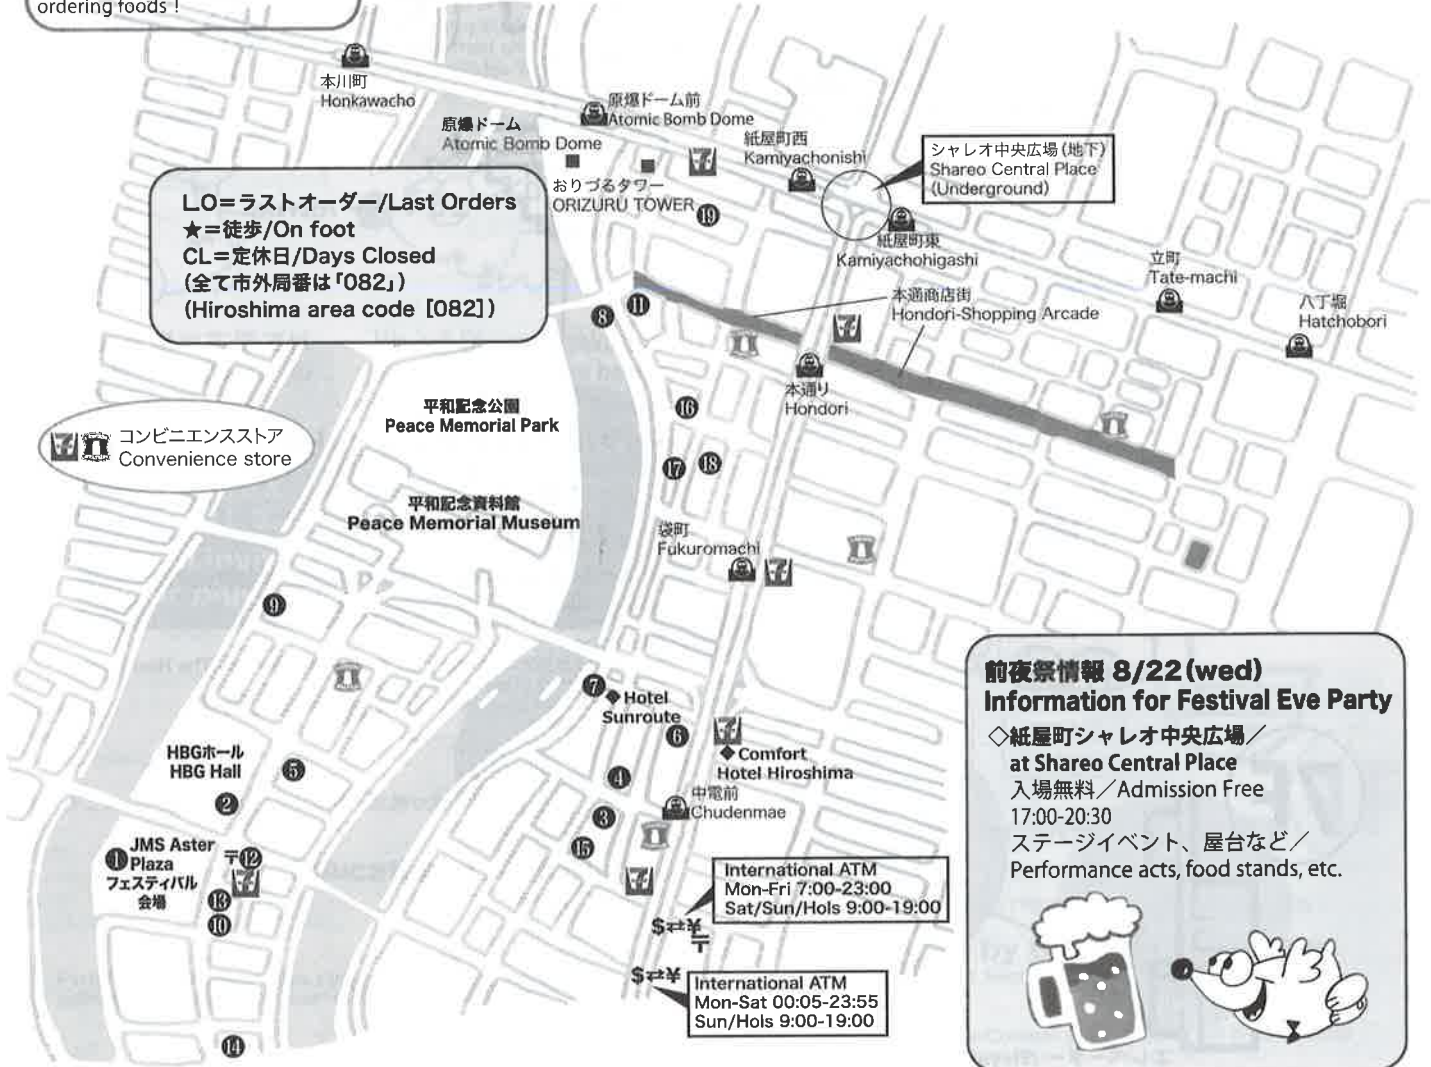 ordering foods !
本川町
Honkawacho
原爆ドーム前
Atomic Bomb Dome
原爆ドーム
Atomic Bomb Dome
紙屋町西
Kamiyachonishi
シャレオ中央広場(地下)
Shareo Central Place
(Underground)
おりづるタワー
ORIZURU TOWER
⑲
L.O=ラストオーダー/Last Orders
★=徒歩/On foot
CL=定休日/Days Closed
(全て市外局番は「082」)
(Hiroshima area code [082])
紙屋町東
Kamiyachohigashi
立町
Tate-machi
八丁堀
Hatchobori
本通商店街
Hondori-Shopping Arcade
⑧
⑪
本通り
Hondori
平和記念公園
Peace Memorial Park
⑯
コンビニエンスストア
Convenience store
⑰
⑱
平和記念資料館
Peace Memorial Museum
袋町
Fukuromachi
⑨
⑦
Hotel
Sunroute
⑥
Comfort
Hotel Hiroshima
HBGホール
HBG Hall
⑤
④
②
中電前
Chudenmae
③
⑮
① JMS Aster
Plaza
フェスティバル
会場
〒⑫
⑬
⑩
⑭
International ATM
Mon-Fri 7:00-23:00
Sat/Sun/Hols 9:00-19:00
$⇄¥
〒
$⇄¥
International ATM
Mon-Sat 00:05-23:55
Sun/Hols 9:00-19:00
前夜祭情報 8/22(wed)
Information for Festival Eve Party
◇紙屋町シャレオ中央広場/
at Shareo Central Place
入場無料/Admission Free
17:00-20:30
ステージイベント、屋台など/
Performance acts, food stands, etc.